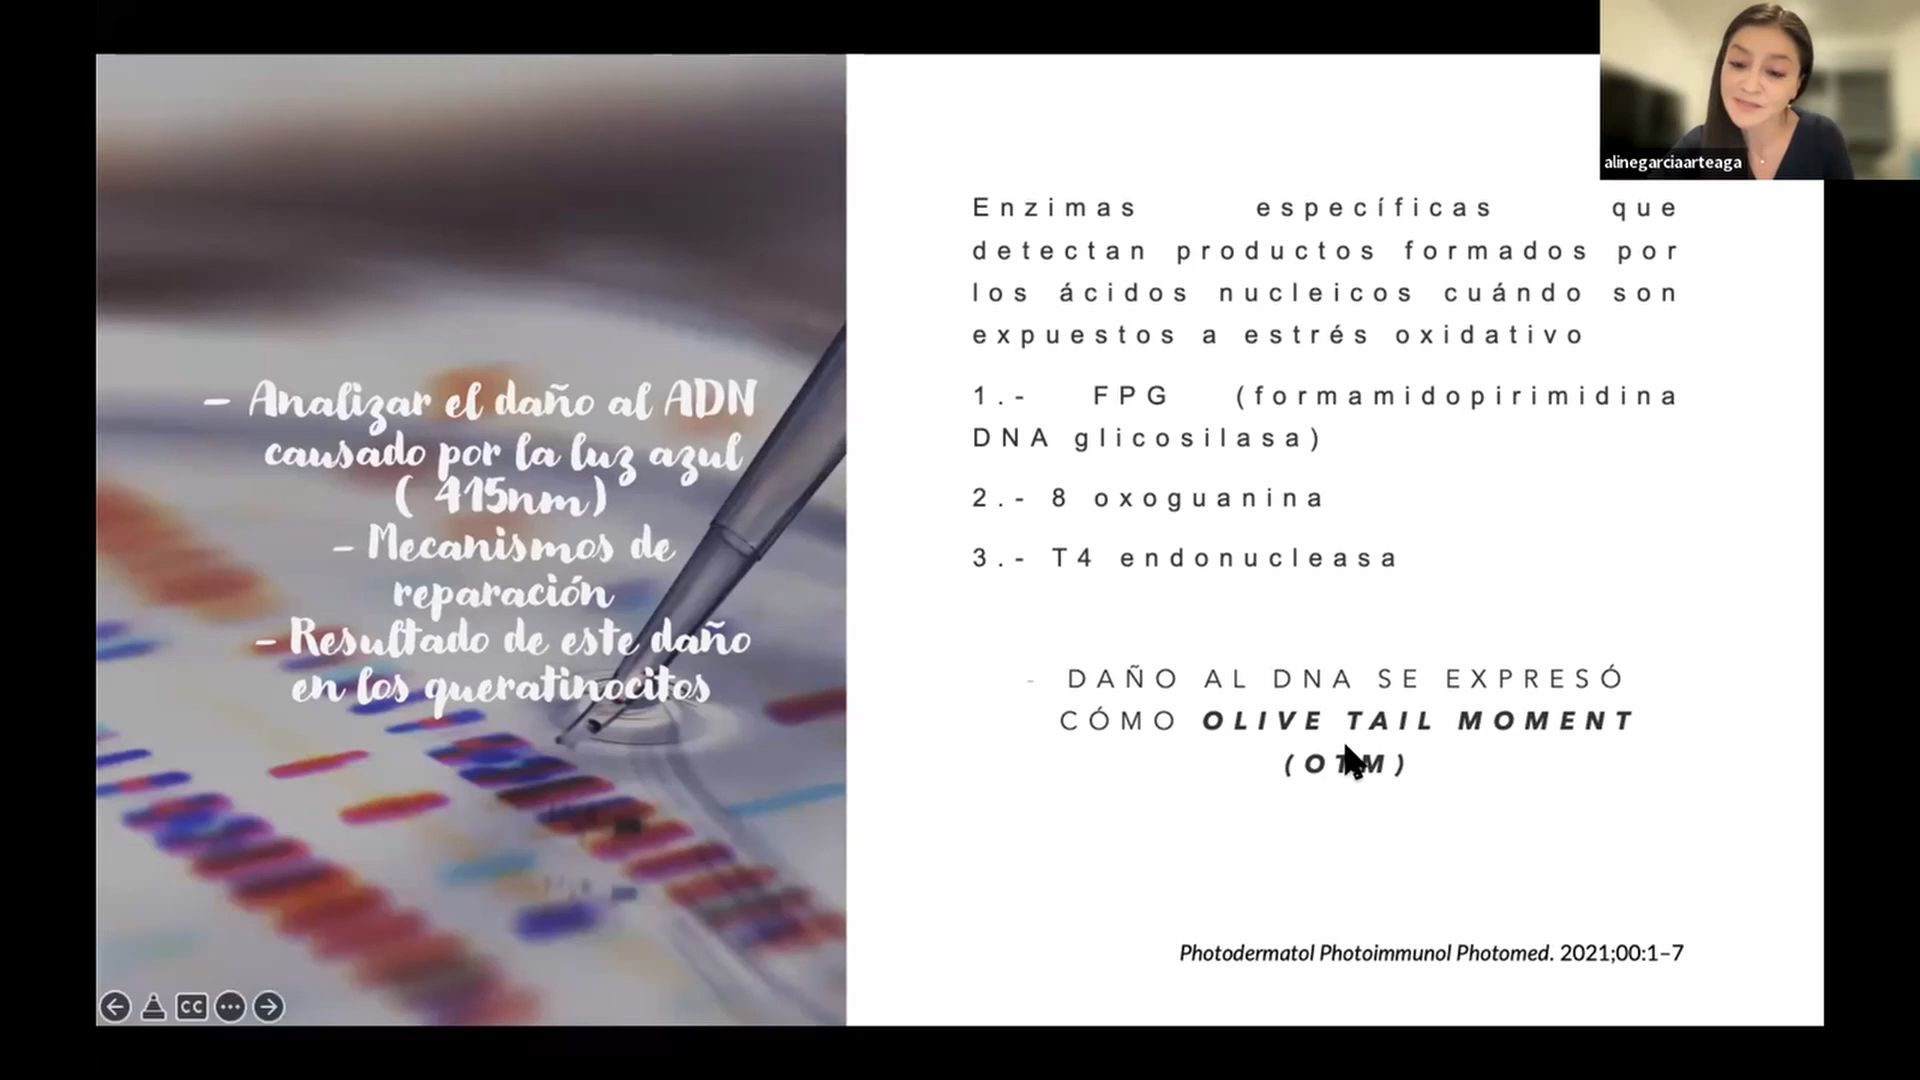 - Analizar el daño al ADN
causado por la luz azul
( 415nm)
- Mecanismos de
reparación
- Resultado de este daño
en los queratinocitos
Enzimas específicas que
detectan productos formados por
los ácidos nucleicos cuándo son
expuestos a estrés oxidativo
1.- FPG (formamidopirimidina
DNA glicosilasa)
2.- 8 oxoguanina
3.- T4 endonucleasa
- DAÑO AL DNA SE EXPRESÓ
CÓMO OLIVE TAIL MOMENT
(OTM)
Photodermatol Photoimmunol Photomed. 2021;00:1–7
alinegarciaarteaga
CC